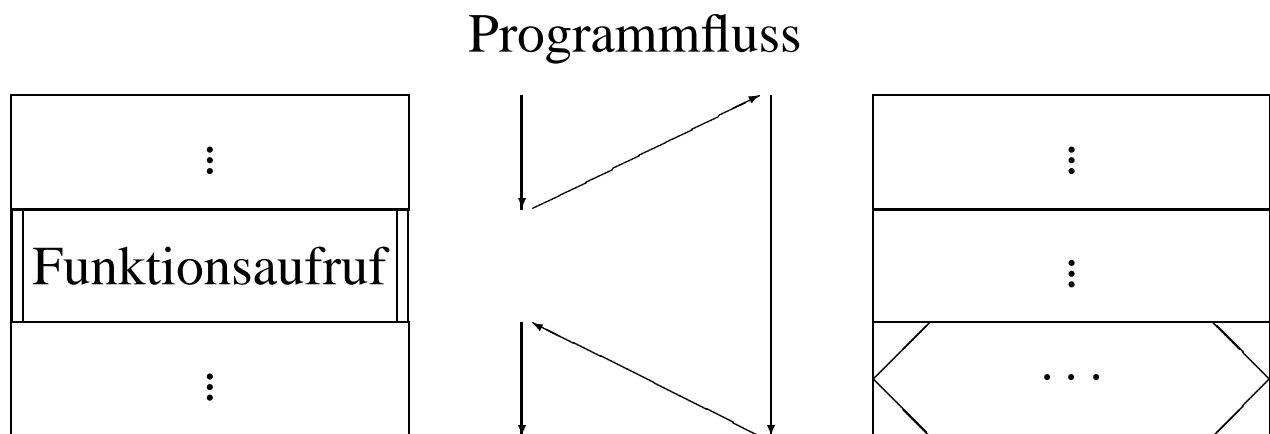 Programmfluss
⋮
⋮
Funktionsaufruf
⋮
⋮
. . .